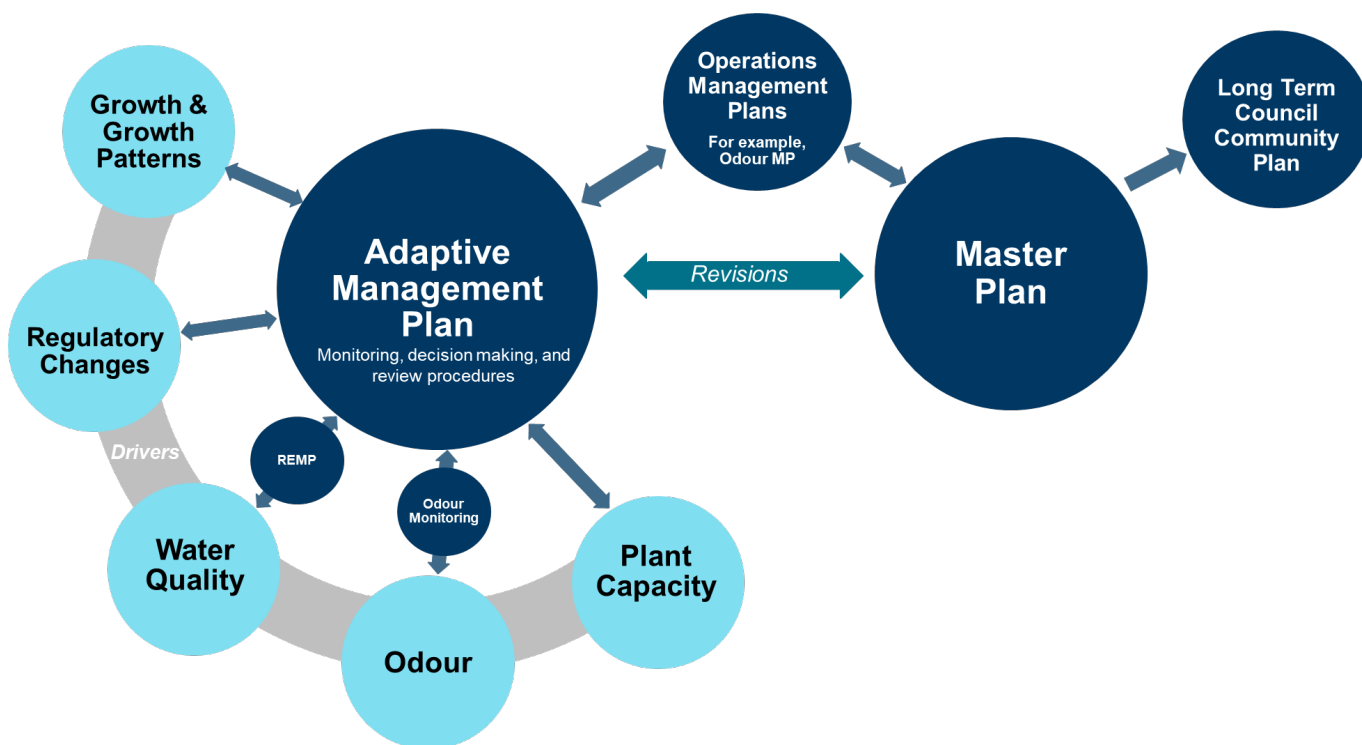 Growth &
Growth
Patterns
Regulatory
Changes
Drivers
Water
Quality
Odour
Plant
Capacity
REMP
Odour
Monitoring
Adaptive
Management
Plan
Monitoring, decision making, and
review procedures
Operations
Management
Plans
For example,
Odour MP
Revisions
Master
Plan
Long Term
Council
Community
Plan